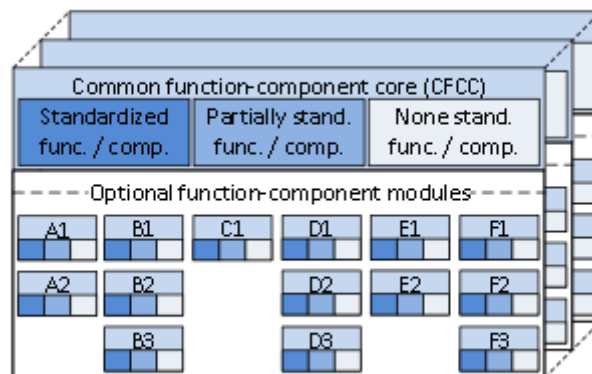 Common function-component core (CFCC)
Standardized Partially stand. None stand.
func. / comp. func. / comp. func. / comp.
Optional function-component modules
A1 B1 C1 D1 E1 F1
A2 B2 D2 E2 F2
B3 D3 F3